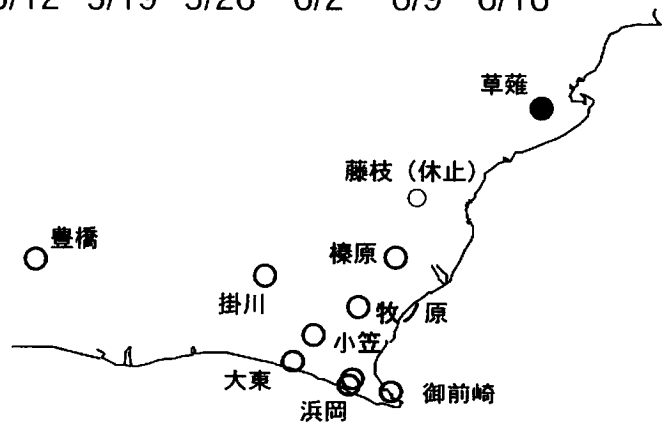 5/12 5/19 5/26 6/2 6/9 6/16
草薙
藤枝（休止）
豊橋
榛原
掛川
牧ノ原
小笠
大東
御前崎
浜岡